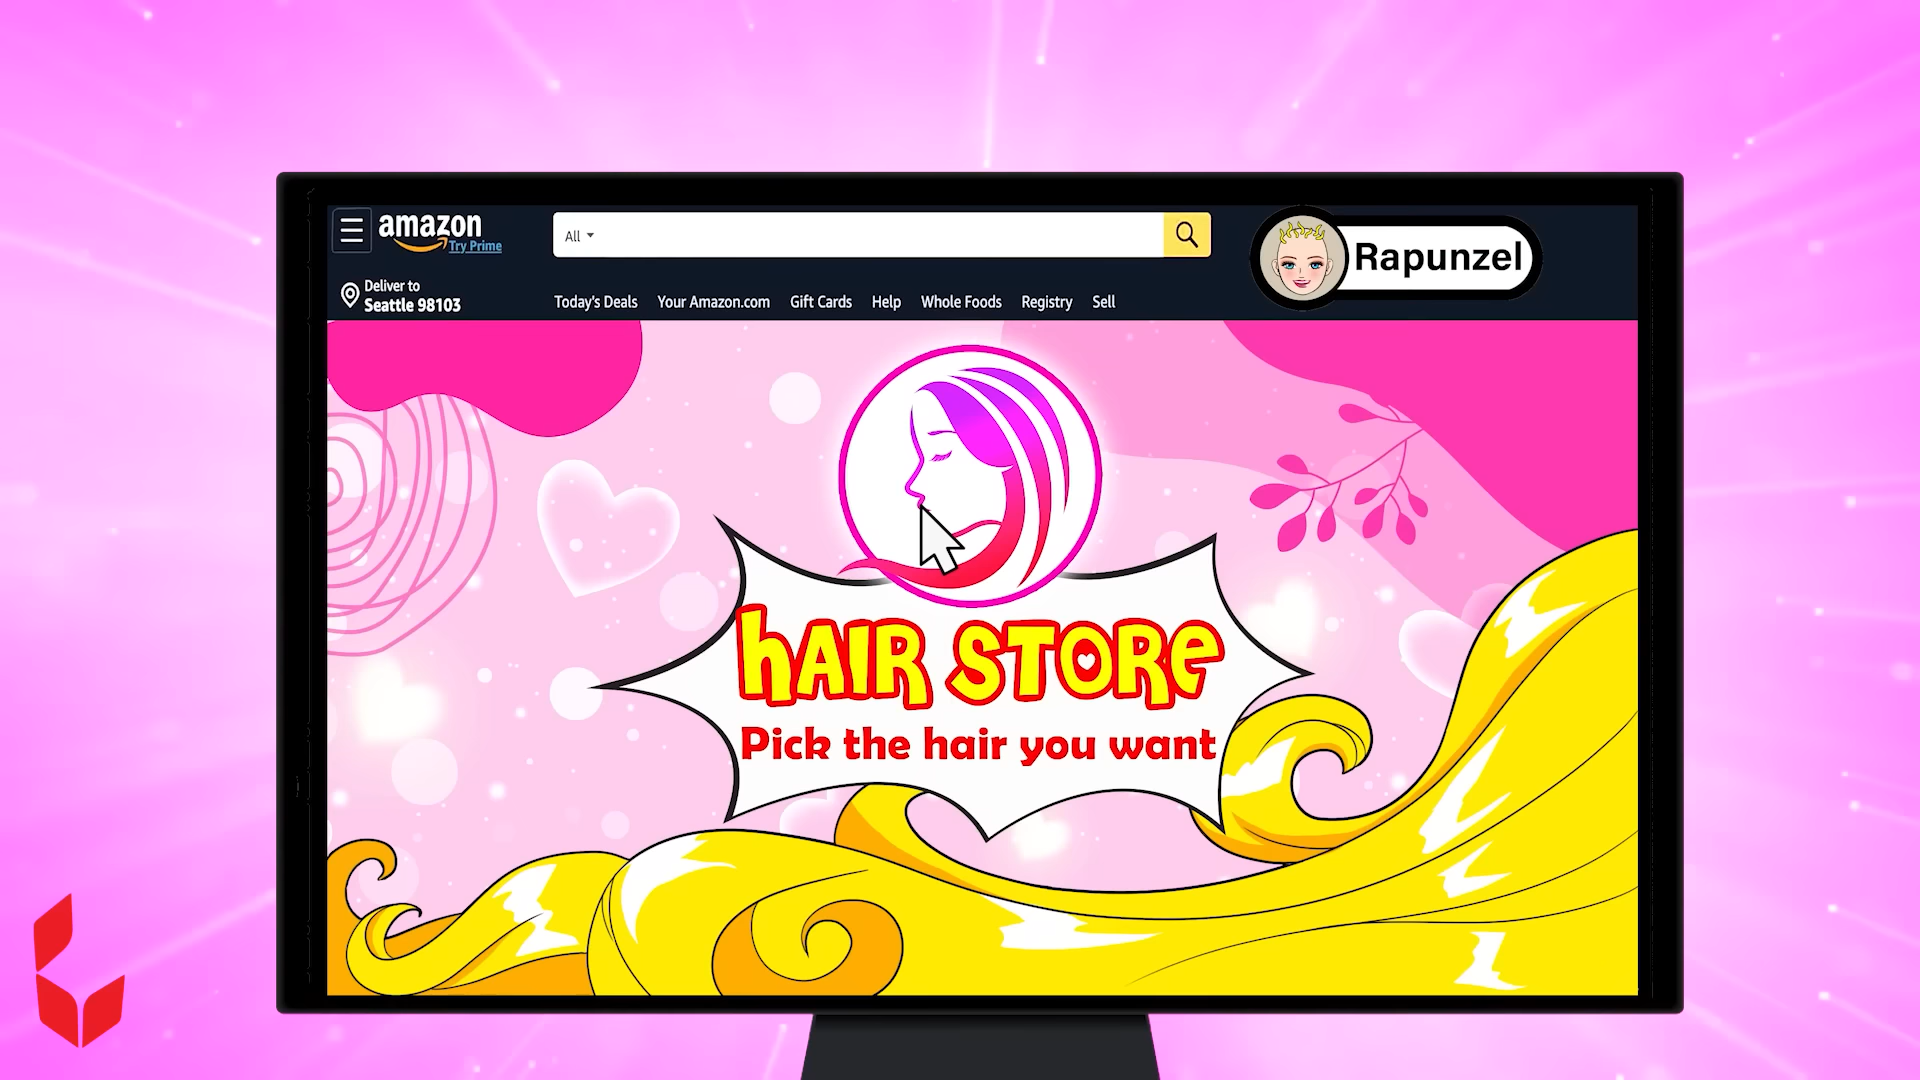 amazon
Try Prime
All
Rapunzel
Deliver to
Seattle 98103
Today's Deals Your Amazon.com Gift Cards Help Whole Foods Registry Sell
hAIR STORe
Pick the hair you want